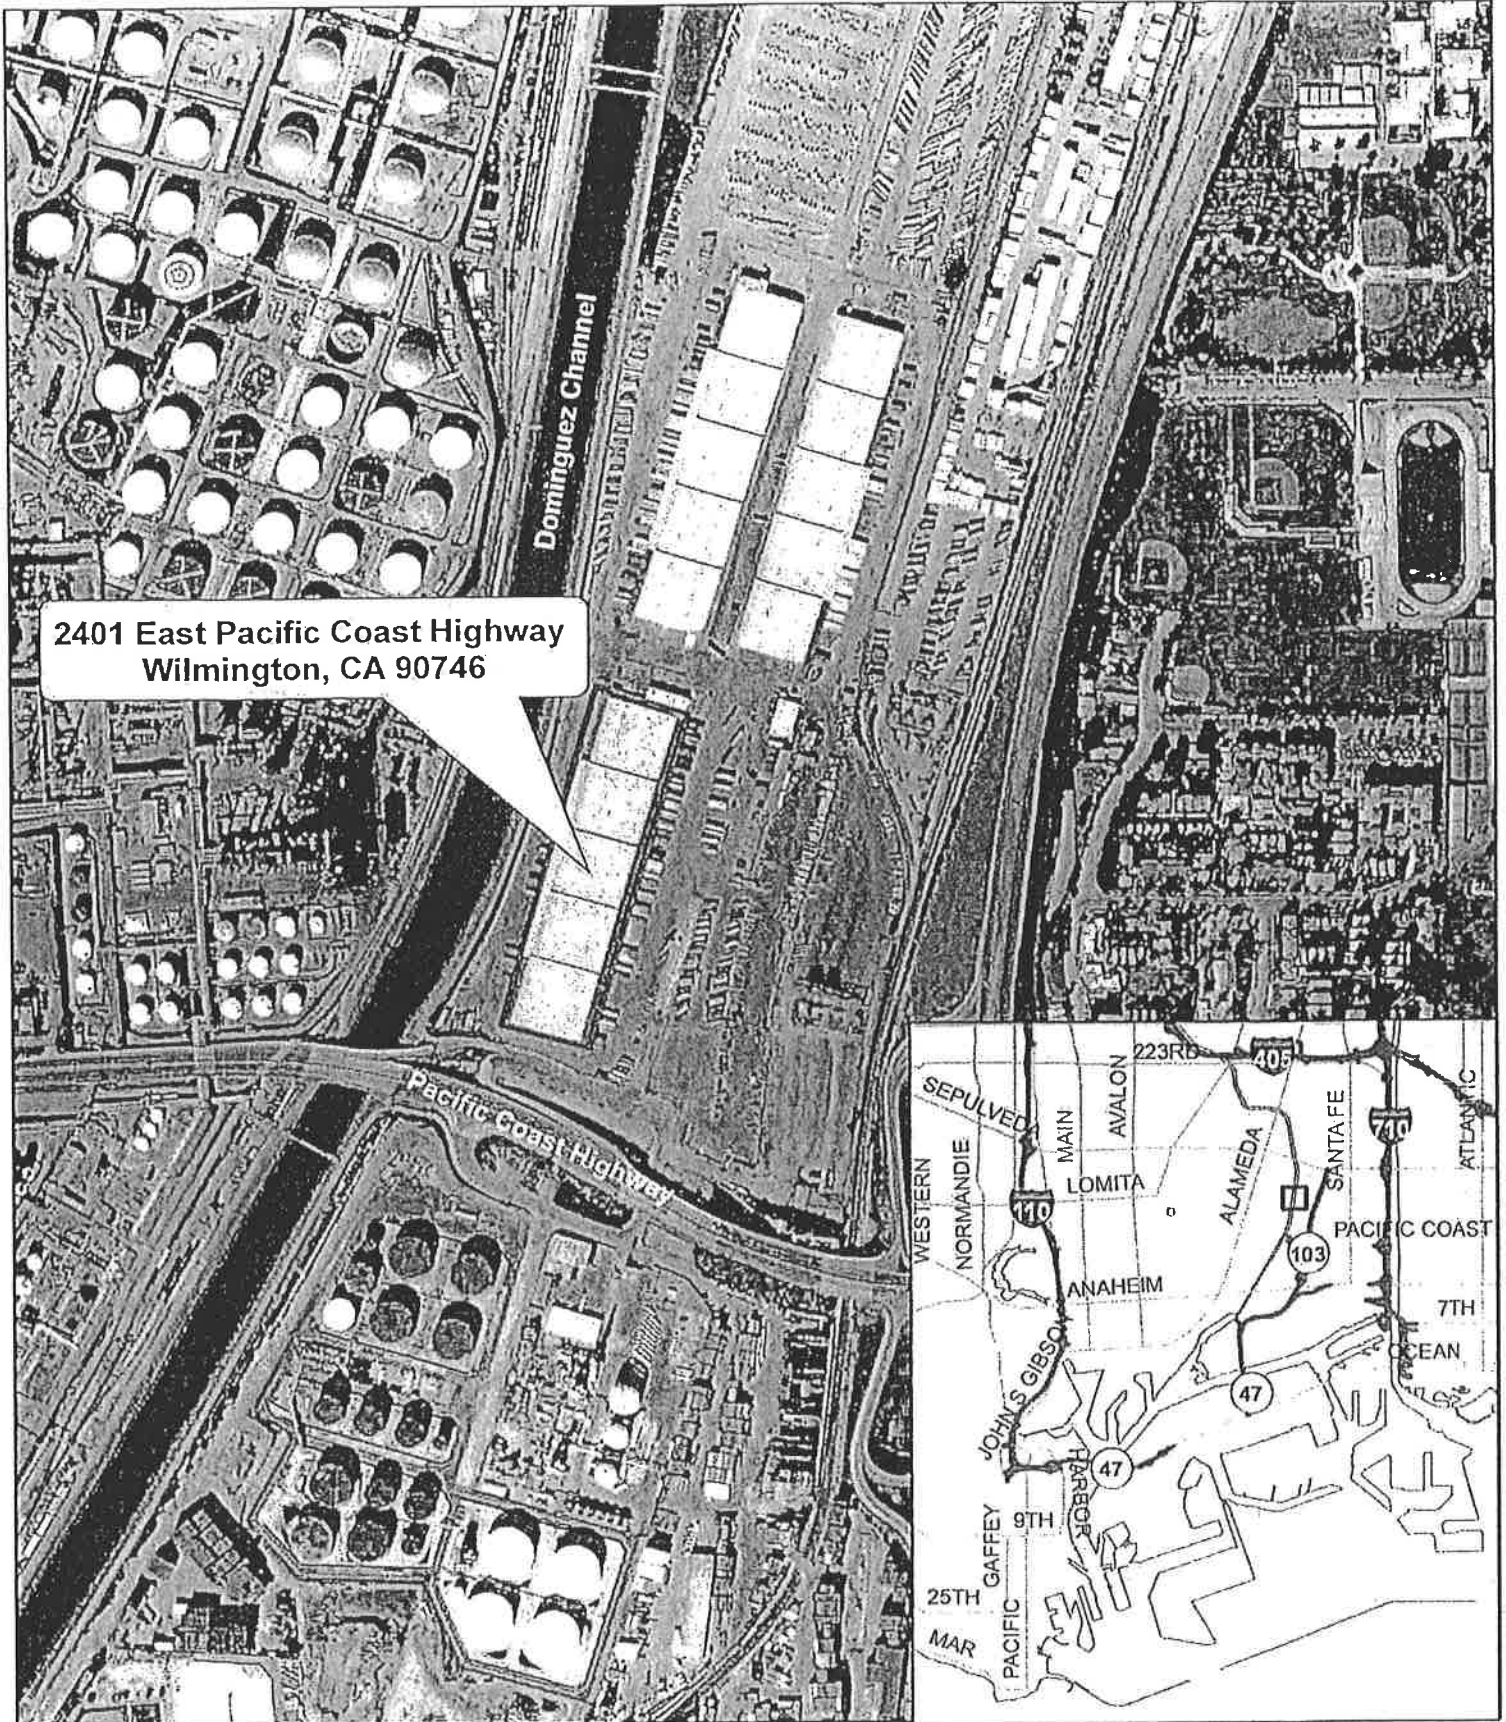 Dominguez Channel
2401 East Pacific Coast Highway
Wilmington, CA 90746
Pacific Coast Highway
223RD
405
SEPULVEDA
MAIN
AVALON
SANTA FE
710
ATLANTIC
WESTERN
NORMANDIE
110
LOMITA
ALAMEDA
PACIFIC COAST
103
ANAHEIM
7TH
OCEAN
JOHN S GIBSON
47
47
HARBOR
GAFFEY
9TH
25TH
PACIFIC
MAR